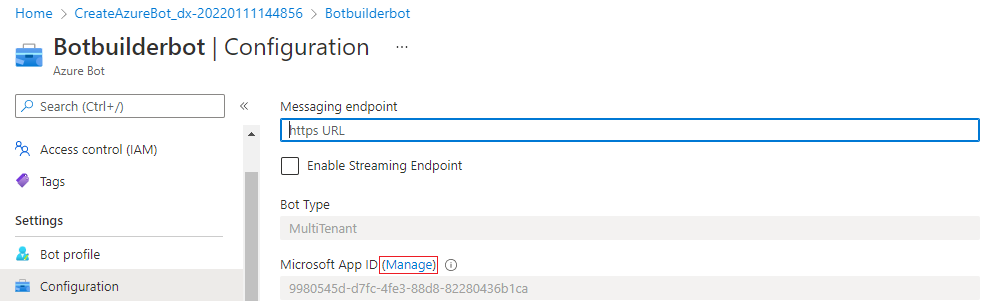 Home > CreateAzureBot_dx-20220111144856 > Botbuilderbot
Botbuilderbot | Configuration ...
Azure Bot
Search (Ctrl+/)
«
Access control (IAM)
Tags
Settings
Bot profile
Configuration
Messaging endpoint
https URL
Enable Streaming Endpoint
Bot Type
MultiTenant
Microsoft App ID (Manage)
9980545d-d7fc-4fe3-88d8-82280436b1ca